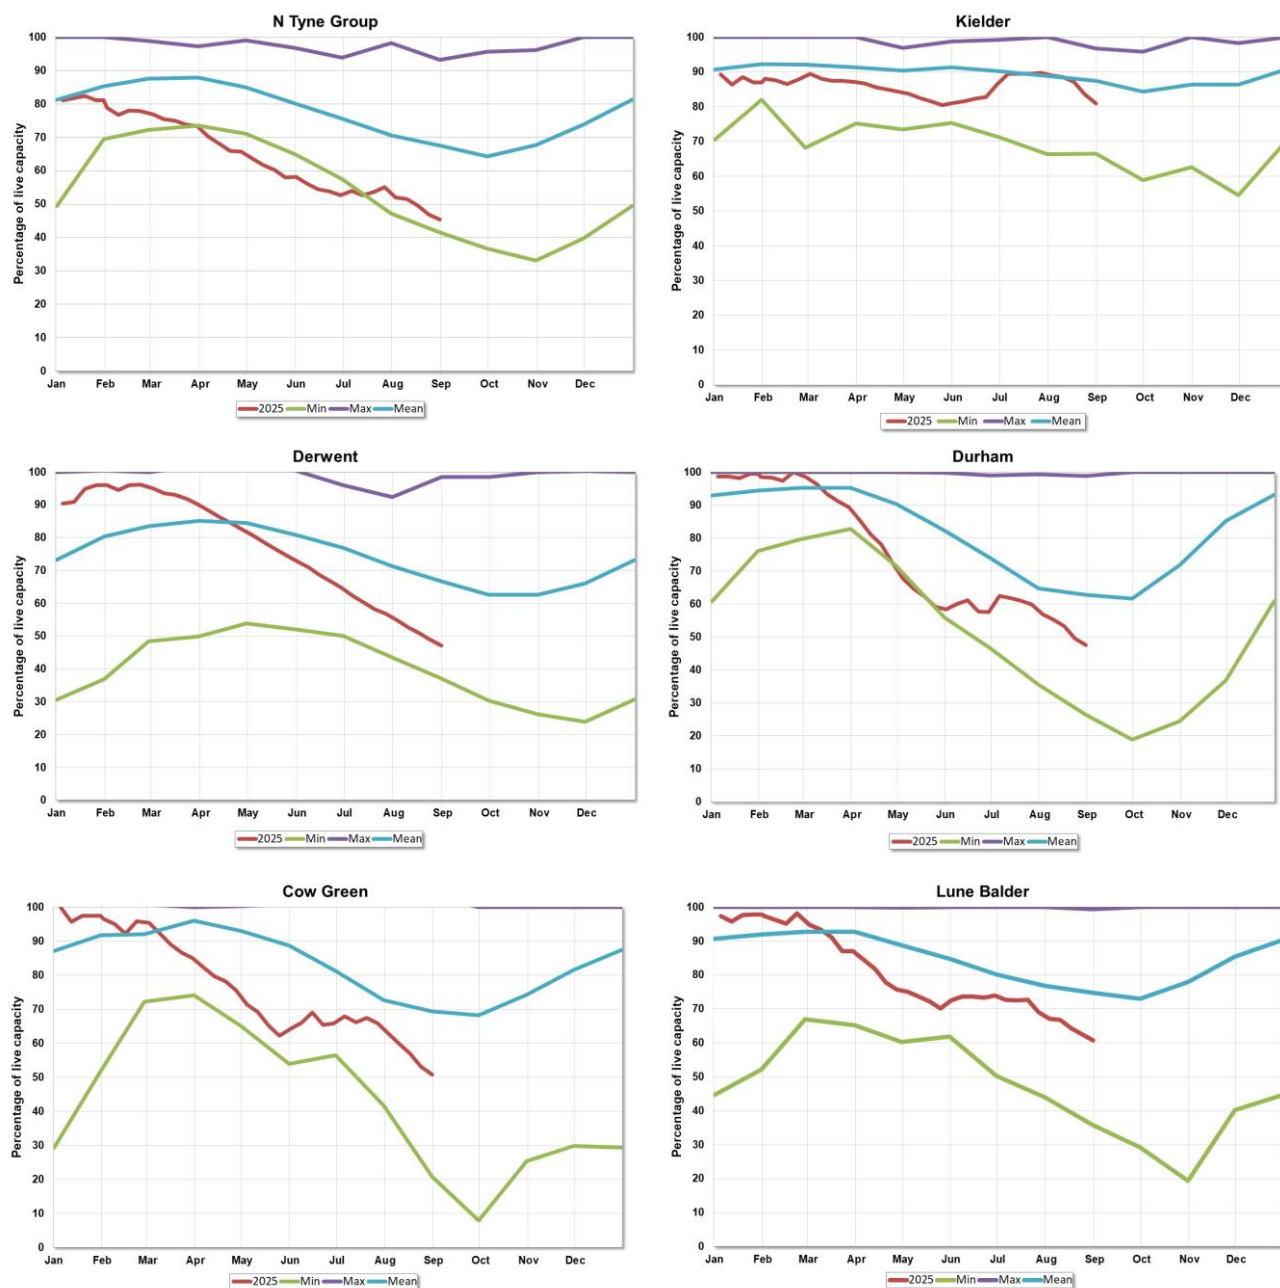 N Tyne Group
Percentage of live capacity
100
90
80
70
60
50
40
30
20
10
0
Jan Feb Mar Apr May Jun Jul Aug Sep Oct Nov Dec
2025 Min Max Mean
Kielder
Percentage of live capacity
100
90
80
70
60
50
40
30
20
10
0
Jan Feb Mar Apr May Jun Jul Aug Sep Oct Nov Dec
2025 Min Max Mean
Derwent
Percentage of live capacity
100
90
80
70
60
50
40
30
20
10
0
Jan Feb Mar Apr May Jun Jul Aug Sep Oct Nov Dec
2025 Min Max Mean
Durham
Percentage of live capacity
100
90
80
70
60
50
40
30
20
10
0
Jan Feb Mar Apr May Jun Jul Aug Sep Oct Nov Dec
2025 Min Max Mean
Cow Green
Percentage of live capacity
100
90
80
70
60
50
40
30
20
10
0
Jan Feb Mar Apr May Jun Jul Aug Sep Oct Nov Dec
2025 Min Max Mean
Lune Balder
Percentage of live capacity
100
90
80
70
60
50
40
30
20
10
0
Jan Feb Mar Apr May Jun Jul Aug Sep Oct Nov Dec
2025 Min Max Mean